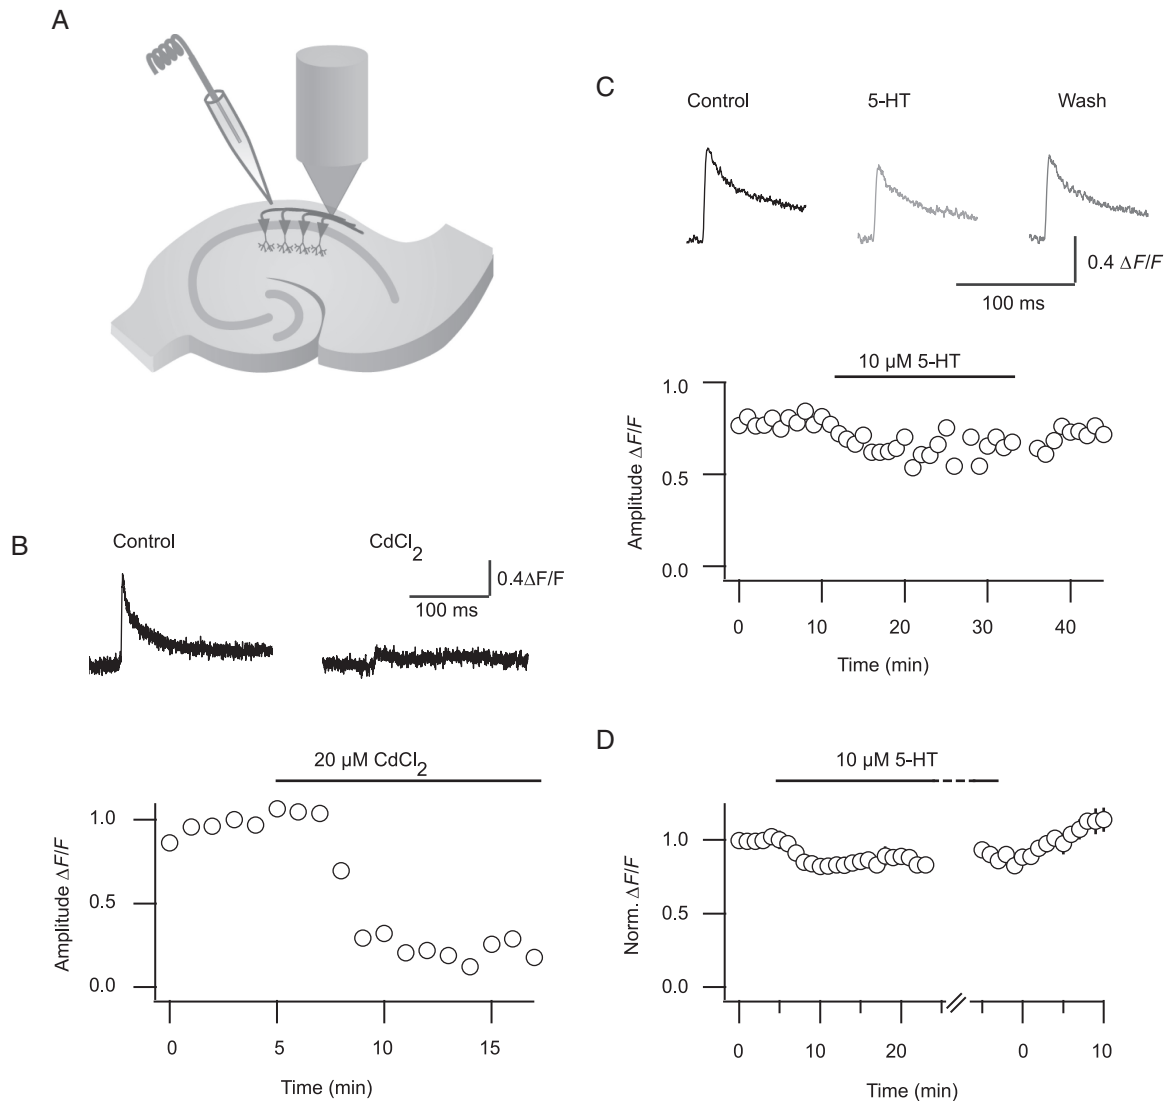 A
B
Control
CdCl2
0.4ΔF/F
100 ms
20 µM CdCl2
Amplitude ΔF/F
1.0
0.5
0.0
0
5
10
15
Time (min)
C
Control
5-HT
Wash
0.4 ΔF/F
100 ms
10 µM 5-HT
Amplitude ΔF/F
1.0
0.5
0.0
0
10
20
30
40
Time (min)
D
10 µM 5-HT
Norm. ΔF/F
1.0
0.5
0.0
0
10
20
0
10
Time (min)